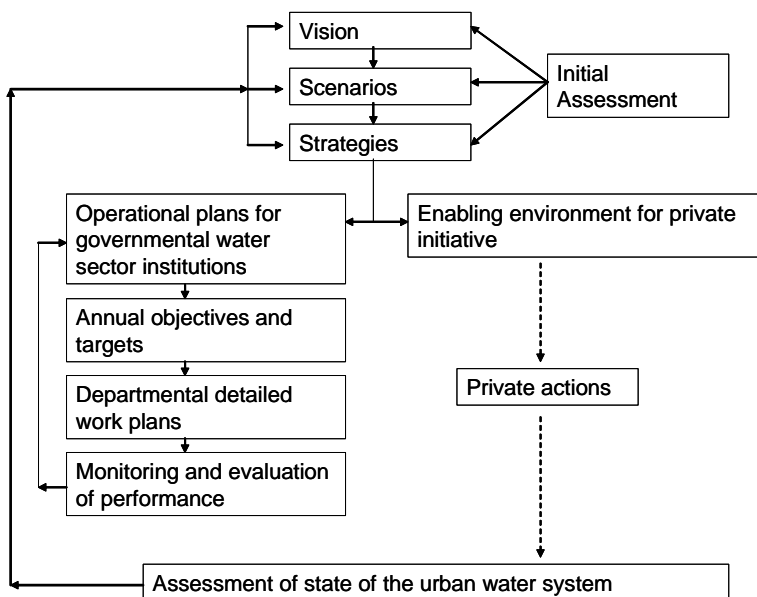 Vision
Scenarios
Strategies
Initial
Assessment
Operational plans for
governmental water
sector institutions
Enabling environment for private
initiative
Annual objectives and
targets
Departmental detailed
work plans
Private actions
Monitoring and evaluation
of performance
Assessment of state of the urban water system